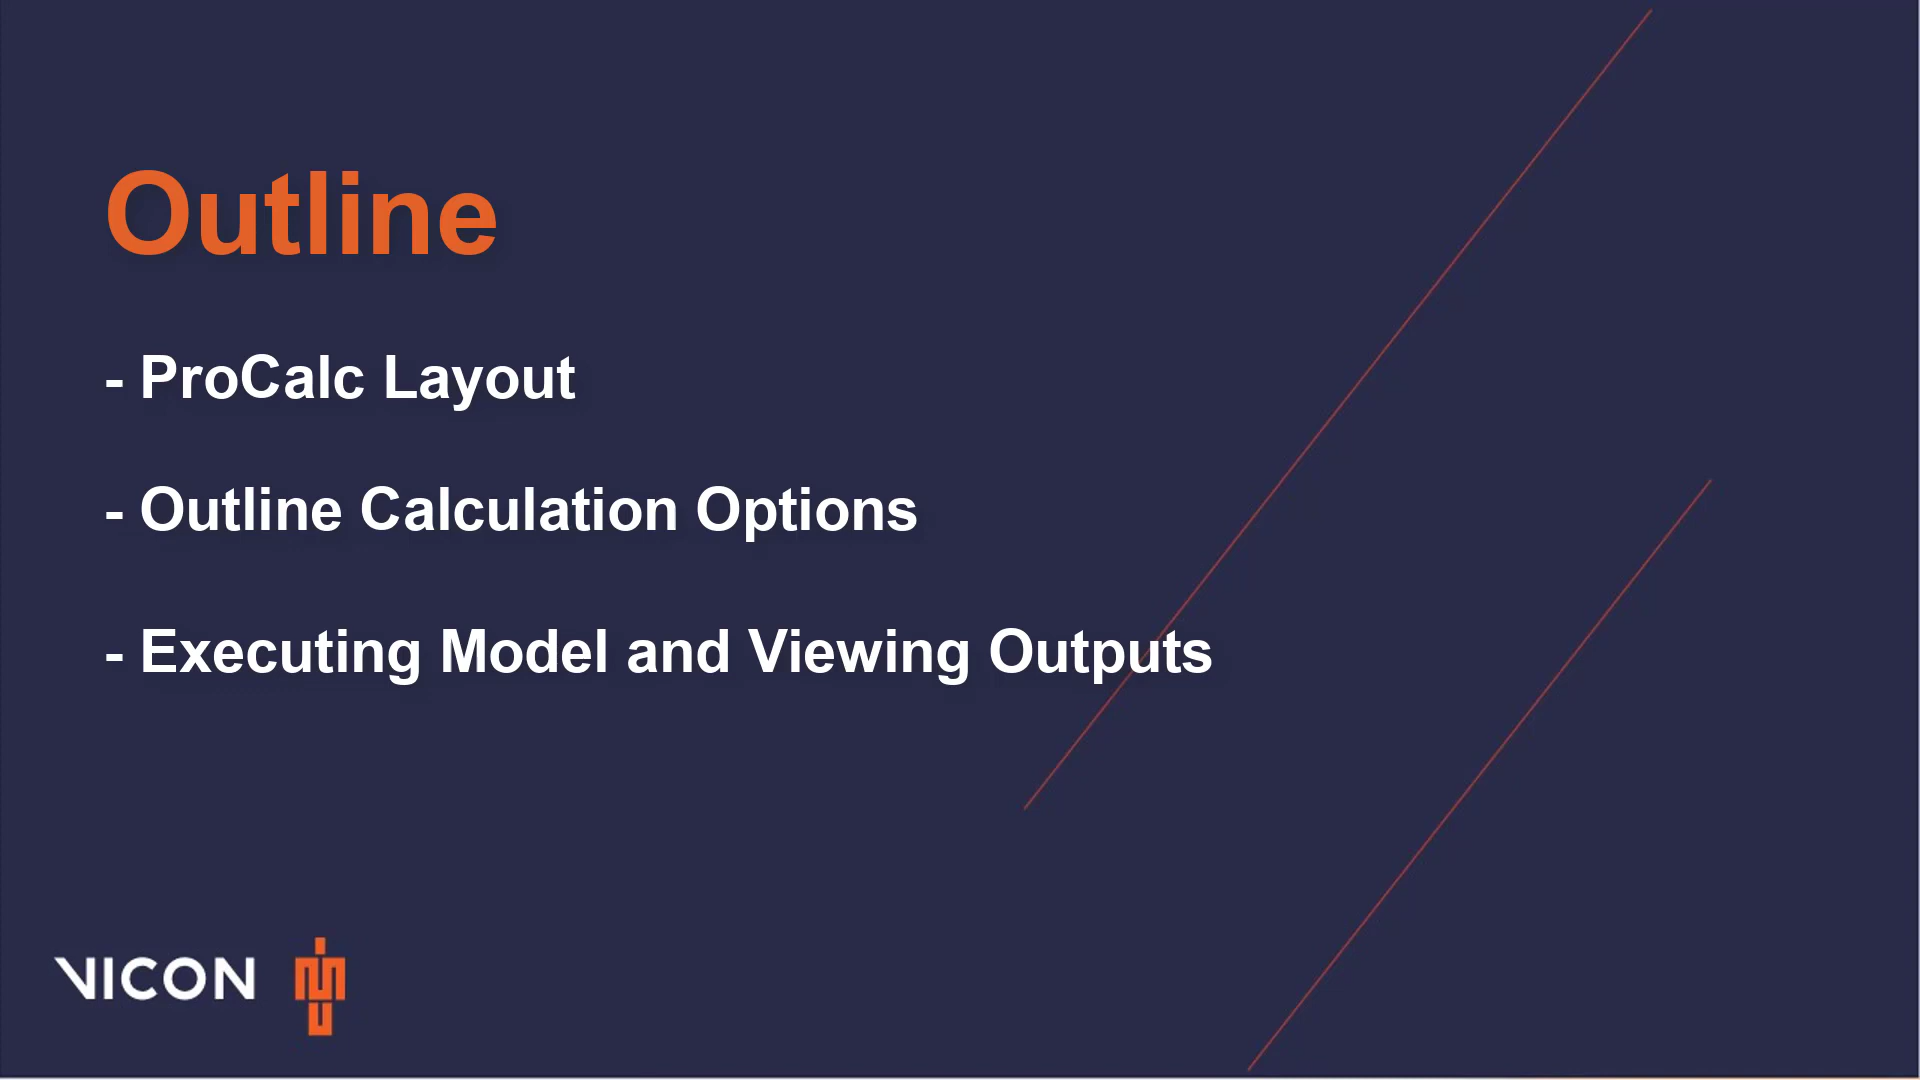 Outline
- ProCalc Layout
- Outline Calculation Options
- Executing Model and Viewing Outputs
VICON